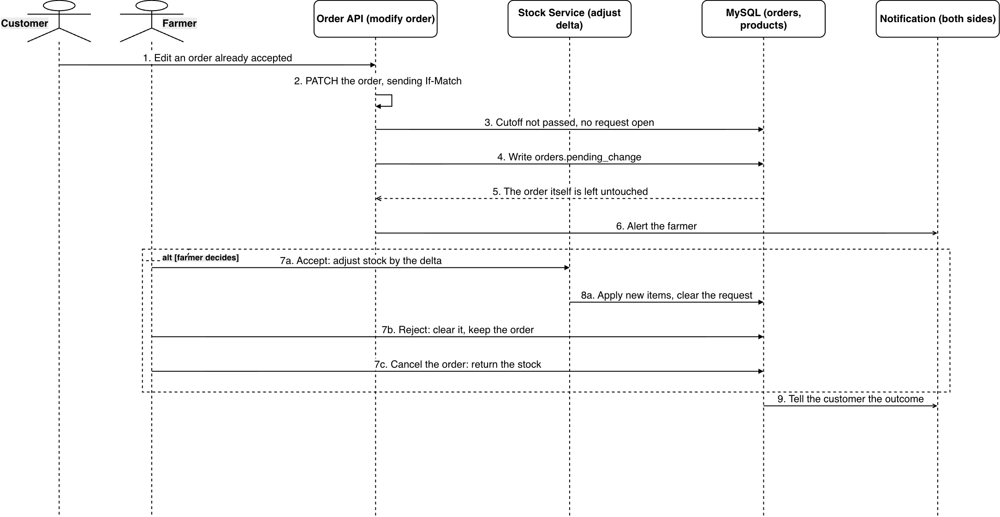 Customer
Farmer
Order API (modify order)
Stock Service (adjust
delta)
MySQL (orders,
products)
Notification (both sides)
1. Edit an order already accepted
2. PATCH the order, sending If-Match
3. Cutoff not passed, no request open
4. Write orders.pending_change
5. The order itself is left untouched
6. Alert the farmer
alt [farmer decides]
7a. Accept: adjust stock by the delta
8a. Apply new items, clear the request
7b. Reject: clear it, keep the order
7c. Cancel the order: return the stock
9. Tell the customer the outcome